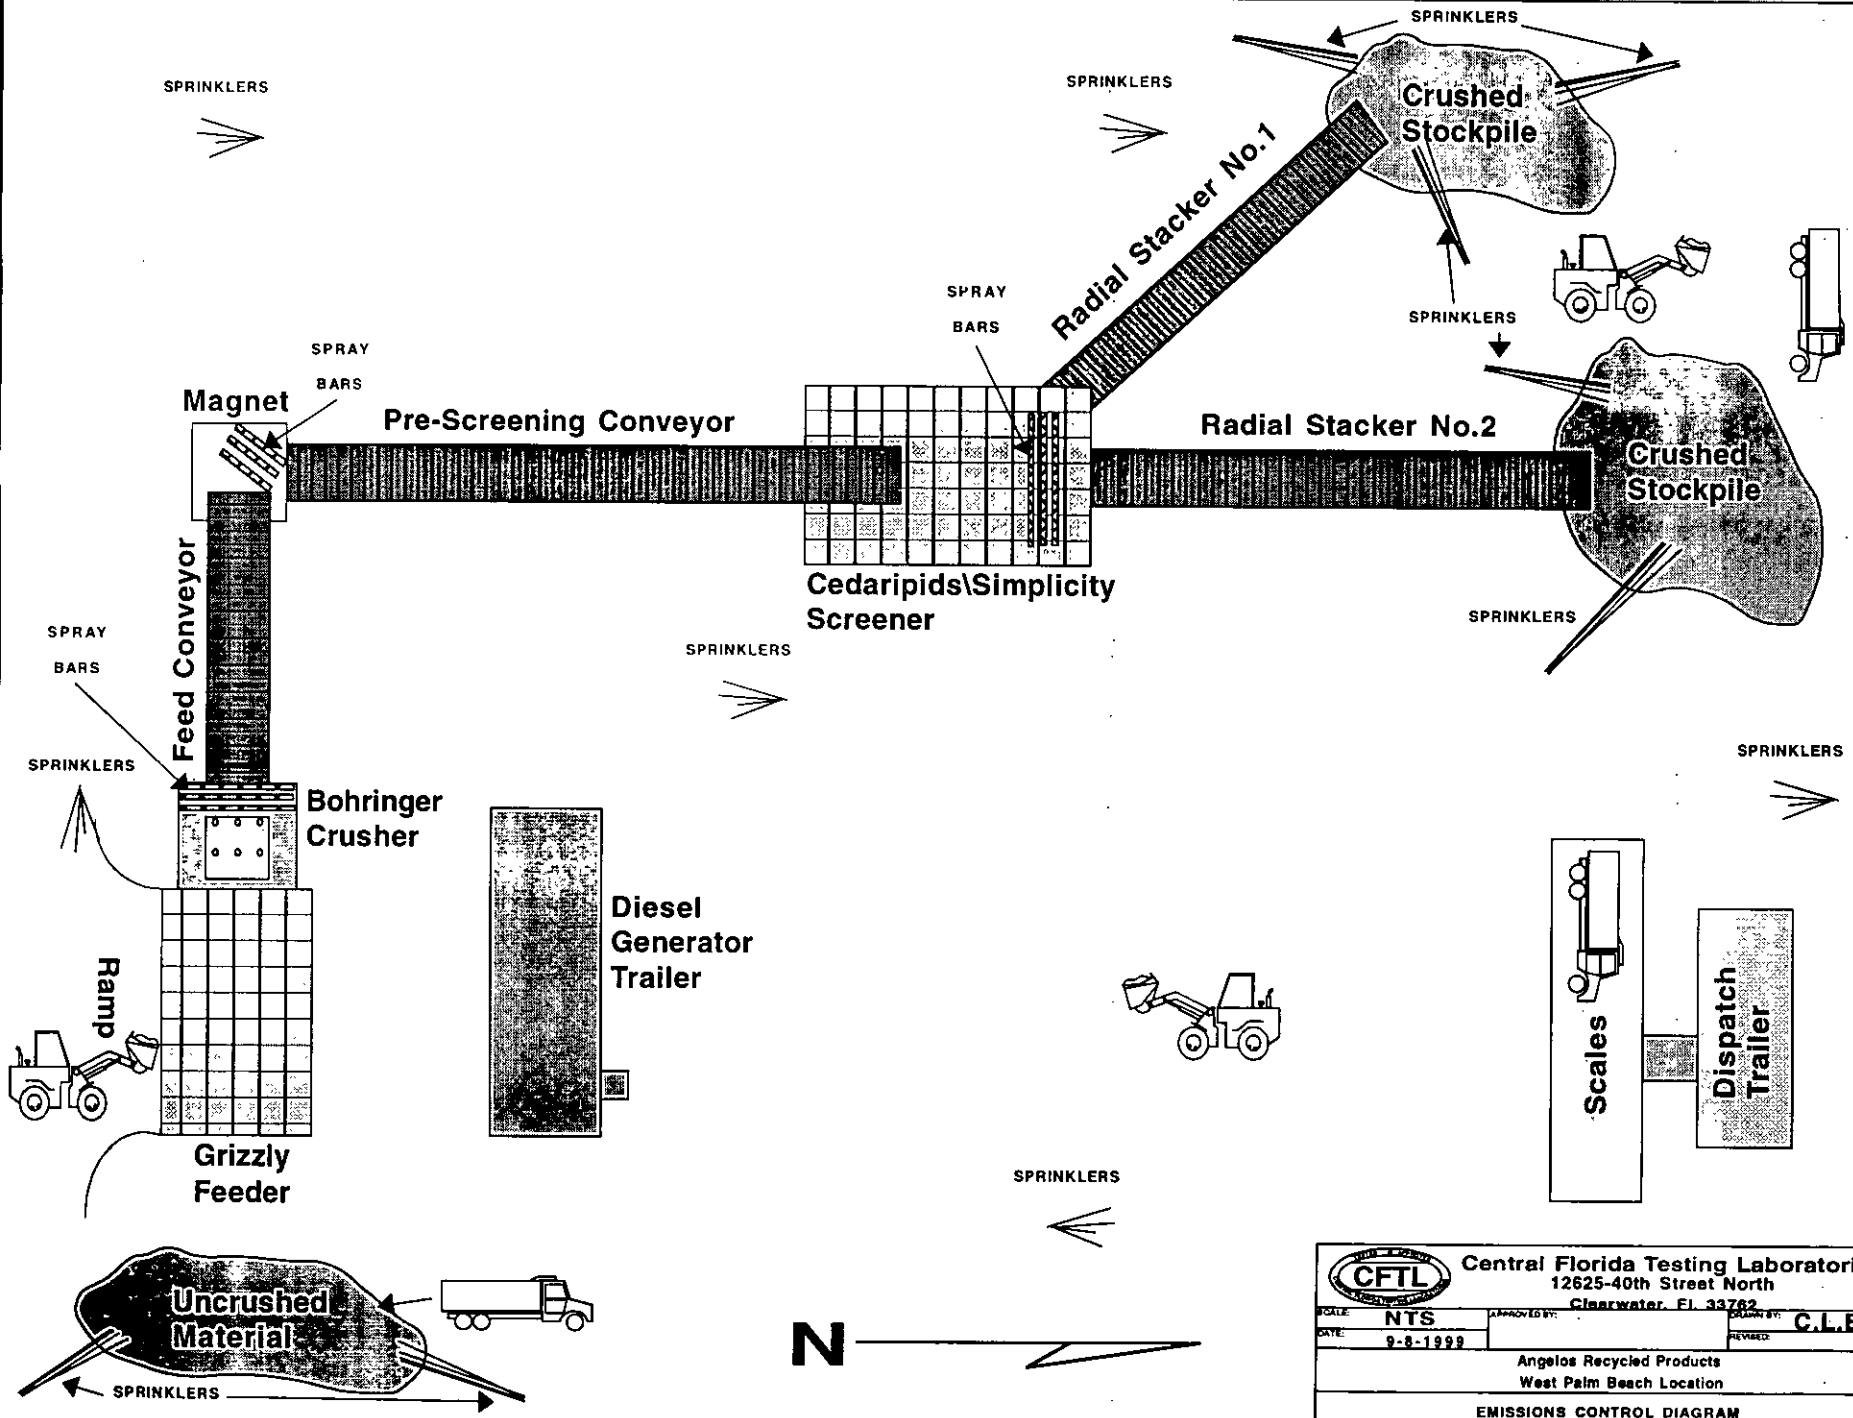 SPRINKLERS
SPRINKLERS
SPRINKLERS
Crushed
Stockpile
Radial Stacker No.1
SPRAY
BARS
SPRINKLERS
SPRAY
BARS
Magnet
Pre-Screening Conveyor
Radial Stacker No.2
Crushed
Stockpile
Feed Conveyor
Cedaripids\Simplicity
Screener
SPRINKLERS
SPRAY
BARS
SPRINKLERS
SPRINKLERS
SPRINKLERS
Bohringer
Crusher
Diesel
Generator
Trailer
Ramp
Scales
Dispatch
Trailer
Grizzly
Feeder
SPRINKLERS
Uncrushed
Material
SPRINKLERS
N
CFTL
Central Florida Testing Laboratori
12625-40th Street North
Clearwater, Fl. 33762
SCALE: NTS
APPROVED BY:
DRAWN BY: C.L.E
DATE: 9-8-1999
REVISED:
Angelos Recycled Products
West Palm Beach Location
EMISSIONS CONTROL DIAGRAM